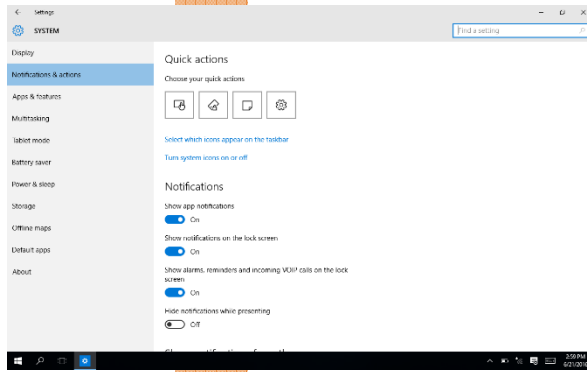 Settings
SYSTEM
Find a setting
Display
Notifications & actions
Apps & features
Multitasking
Tablet mode
Battery saver
Power & sleep
Storage
Offline maps
Default apps
About
Quick actions
Choose your quick actions
Select which icons appear on the taskbar
Turn system icons on or off
Notifications
Show app notifications
On
Show notifications on the lock screen
On
Show alarms, reminders and incoming VOIP calls on the lock
screen
On
Hide notifications while presenting
Off
2:50 PM